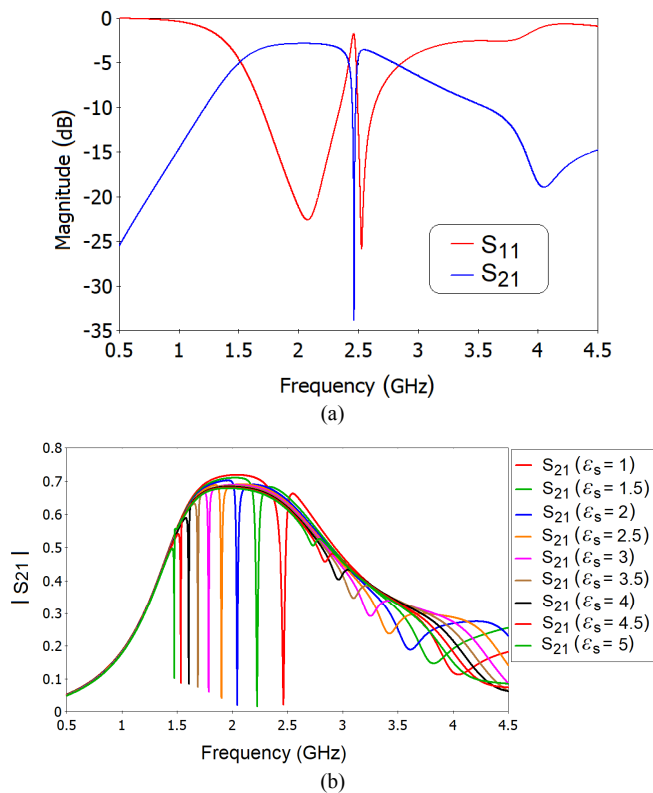 0
-5
-10
-15
-20
-25
-30
-35
Magnitude (dB)
S11
S21
0.5 1 1.5 2 2.5 3 3.5 4 4.5
Frequency (GHz)
(a)
0.8
0.7
0.6
0.5
0.4
0.3
0.2
0.1
0
| S21 |
0.5 1 1.5 2 2.5 3 3.5 4 4.5
Frequency (GHz)
S21 (εs = 1)
S21 (εs = 1.5)
S21 (εs = 2)
S21 (εs = 2.5)
S21 (εs = 3)
S21 (εs = 3.5)
S21 (εs = 4)
S21 (εs = 4.5)
S21 (εs = 5)
(b)